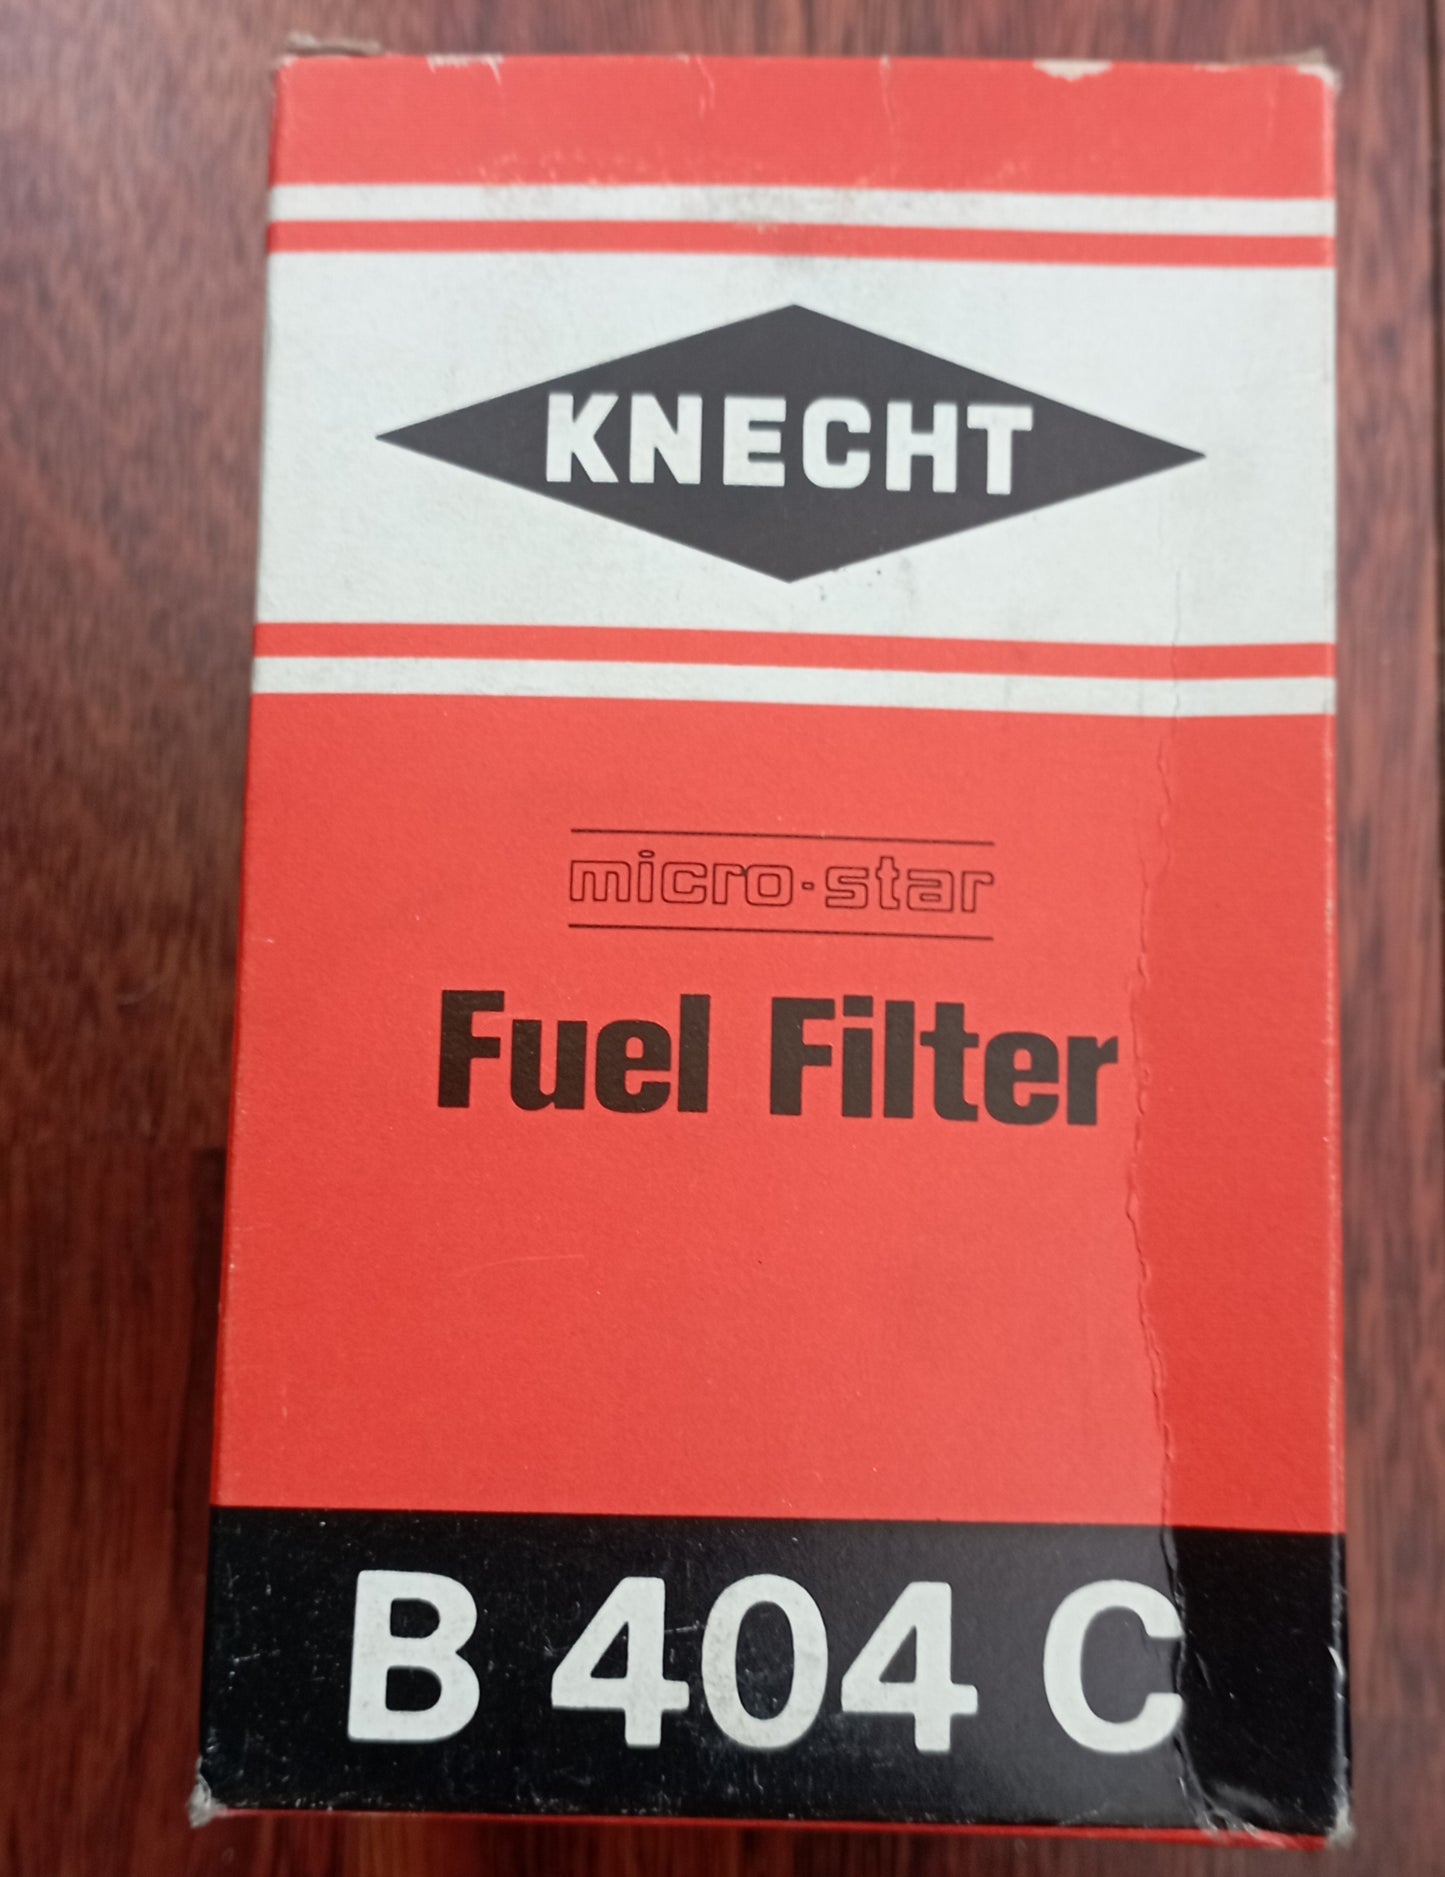 KNECHT
micro·star
Fuel Filter
B 404 C